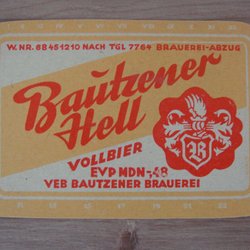 W.NR. 68451210 NACH TGL 7764 BRAUEREI-ABZUG
Bautzener
Hell
VOLLBIER
EVP MDN -,48
VEB BAUTZENER BRAUEREI
B